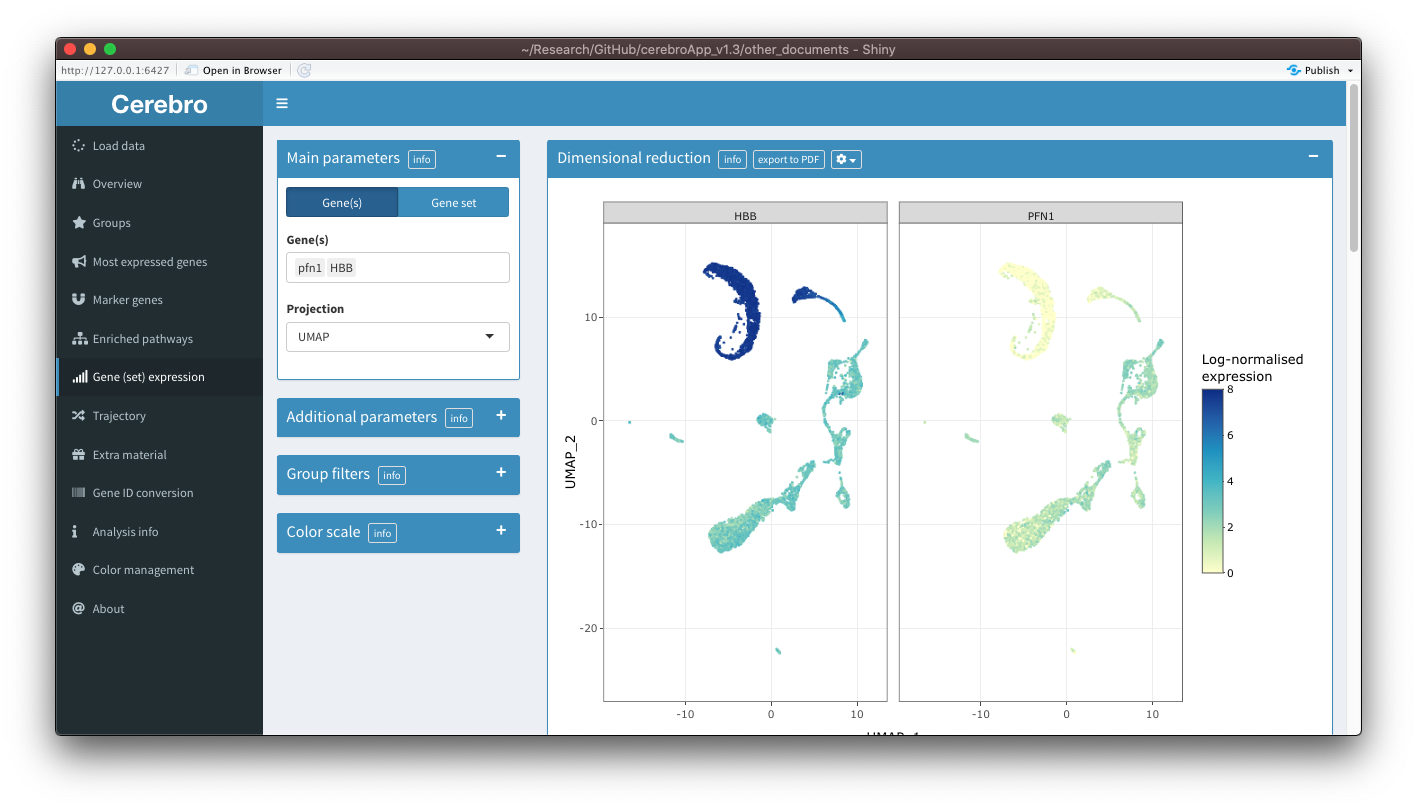 ~/Research/GitHub/cerebroApp_v1.3/other_documents - Shiny
http://127.0.0.1:6427
Open in Browser
Publish
Cerebro
Load data
Overview
Groups
Most expressed genes
Marker genes
Enriched pathways
Gene (set) expression
Trajectory
Extra material
Gene ID conversion
Analysis info
Color management
About
Main parameters info
Gene(s) Gene set
Gene(s)
pfn1 HBB
Projection
UMAP
Additional parameters info
Group filters info
Color scale info
Dimensional reduction info export to PDF
HBB PFN1
10
0
-10
-20
UMAP_2
-10 0 10 -10 0 10
UMAP_1
Log-normalised
expression
8
6
4
2
0